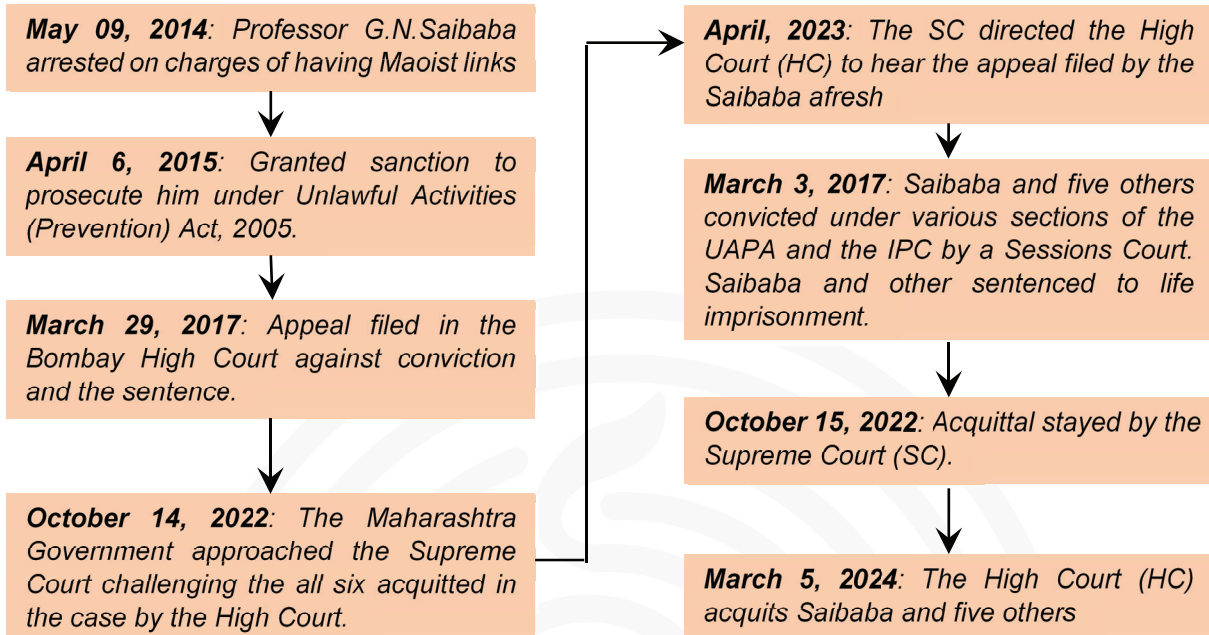 May 09, 2014: Professor G.N.Saibaba
arrested on charges of having Maoist links
April 6, 2015: Granted sanction to
prosecute him under Unlawful Activities
(Prevention) Act, 2005.
March 29, 2017: Appeal filed in the
Bombay High Court against conviction
and the sentence.
October 14, 2022: The Maharashtra
Government approached the Supreme
Court challenging the all six acquitted in
the case by the High Court.
April, 2023: The SC directed the High
Court (HC) to hear the appeal filed by the
Saibaba afresh
March 3, 2017: Saibaba and five others
convicted under various sections of the
UAPA and the IPC by a Sessions Court.
Saibaba and other sentenced to life
imprisonment.
October 15, 2022: Acquittal stayed by the
Supreme Court (SC).
March 5, 2024: The High Court (HC)
acquits Saibaba and five others